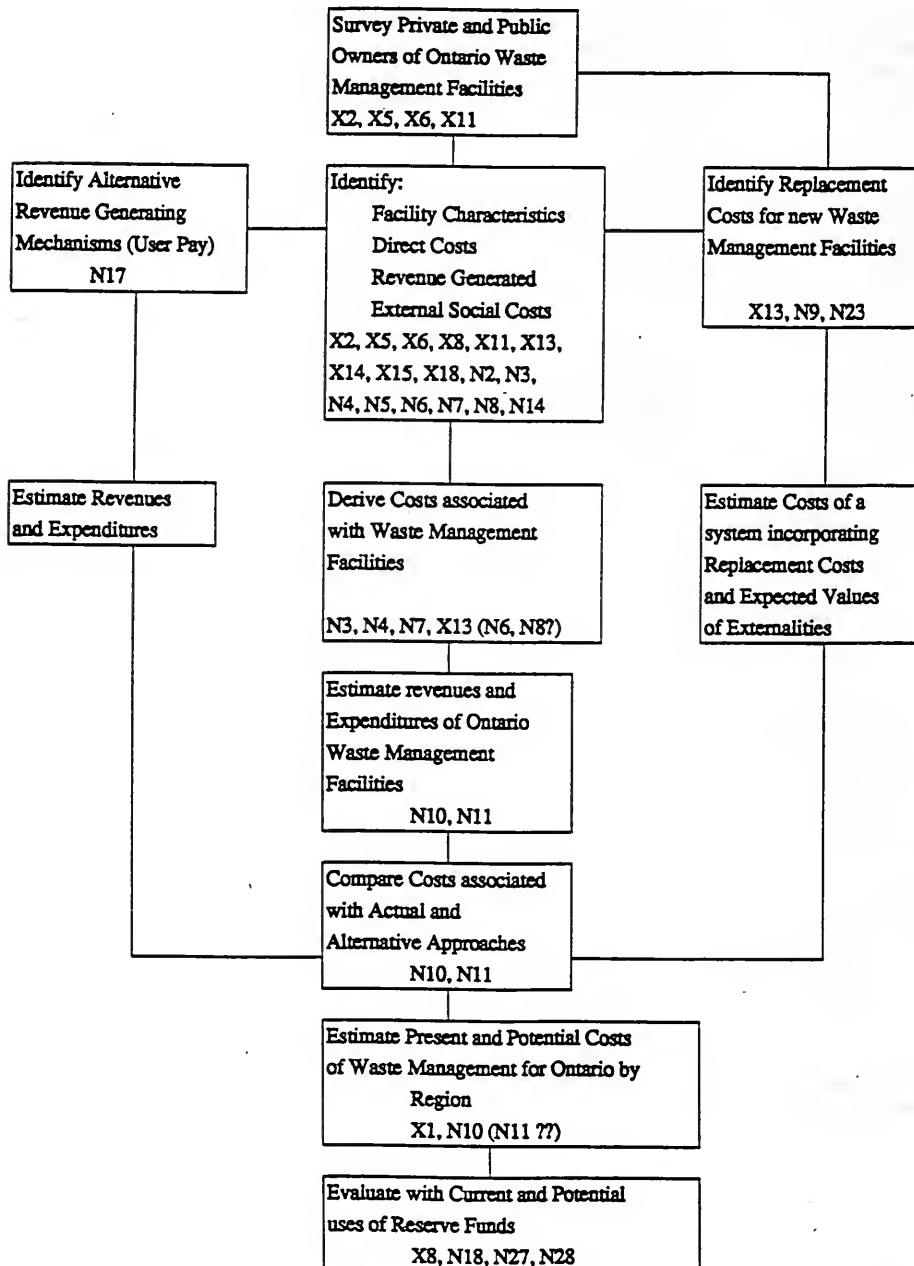 Survey Private and Public
Owners of Ontario Waste
Management Facilities
X2, X5, X6, X11
Identify Alternative
Revenue Generating
Mechanisms (User Pay)
N17
Identify:
Facility Characteristics
Direct Costs
Revenue Generated
External Social Costs
X2, X5, X6, X8, X11, X13,
X14, X15, X18, N2, N3,
N4, N5, N6, N7, N8, N14
Identify Replacement
Costs for new Waste
Management Facilities
X13, N9, N23
Estimate Revenues
and Expenditures
Derive Costs associated
with Waste Management
Facilities
N3, N4, N7, X13 (N6, N8?)
Estimate Costs of a
system incorporating
Replacement Costs
and Expected Values
of Externalities
Estimate revenues and
Expenditures of Ontario
Waste Management
Facilities
N10, N11
Compare Costs associated
with Actual and
Alternative Approaches
N10, N11
Estimate Present and Potential Costs
of Waste Management for Ontario by
Region
X1, N10 (N11 ??)
Evaluate with Current and Potential
uses of Reserve Funds
X8, N18, N27, N28